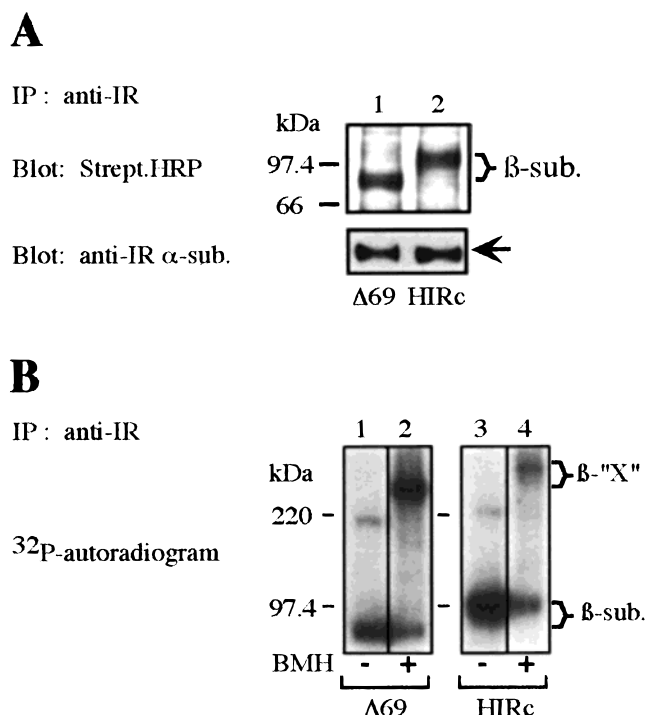 A
IP : anti-IR
1 2
kDa
Blot: Strept.HRP
97.4
ß-sub.
66
Blot: anti-IR α-sub.
Δ69 HIRc
B
IP : anti-IR
1 2 3 4
kDa
ß-"X"
220
32P-autoradiogram
97.4
ß-sub.
BMH - + - +
Δ69 HIRc